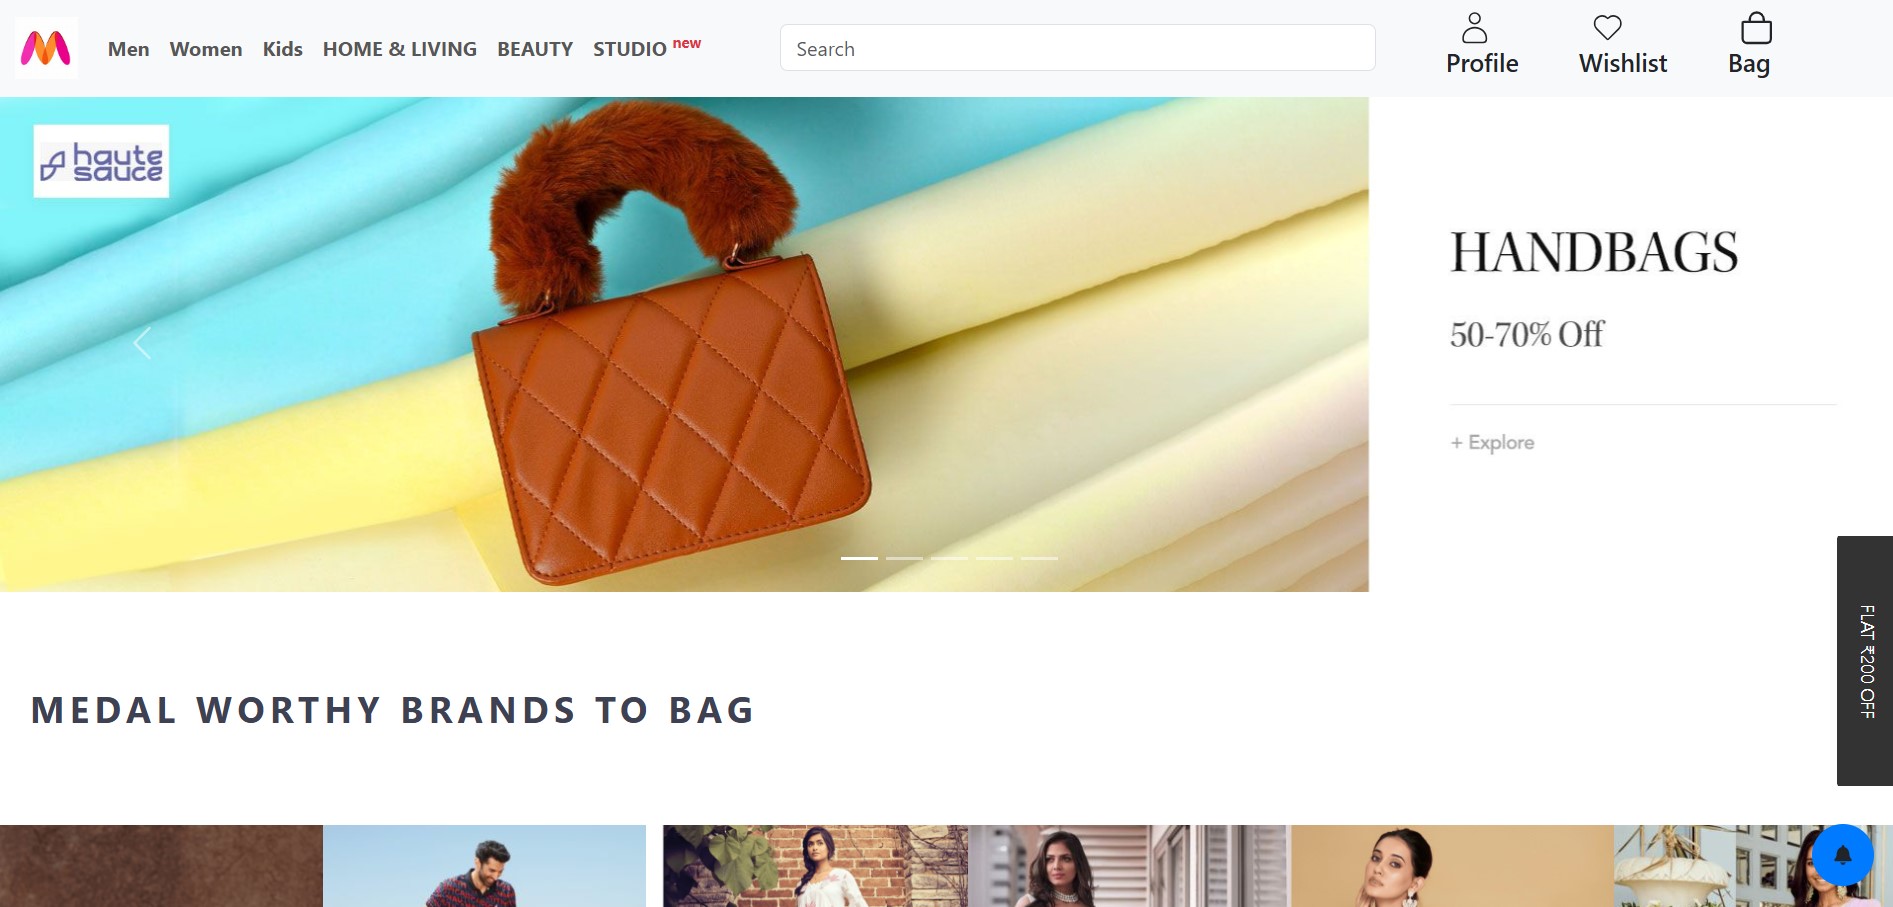 Men Women Kids HOME & LIVING BEAUTY STUDIO new
Search
Profile Wishlist Bag
haute
sauce
HANDBAGS
50-70% Off
+ Explore
FLAT ₹200 OFF
MEDAL WORTHY BRANDS TO BAG